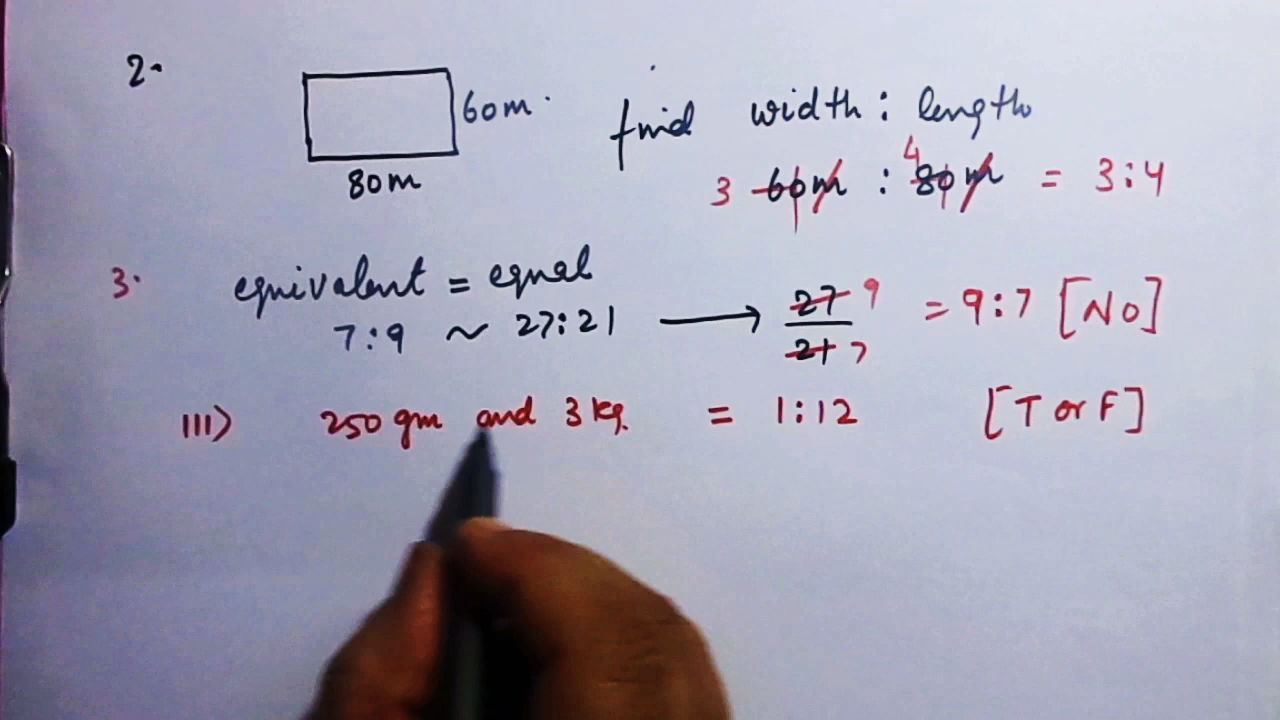 2.
60m
80m
find width : length
3 60m : 4 80m = 3:4
3. equivalent = equal
7:9 ~ 27:21 → 27 9 = 9:7 [No]
21 7
III) 250 gm and 3 kg. = 1:12 [T or F]